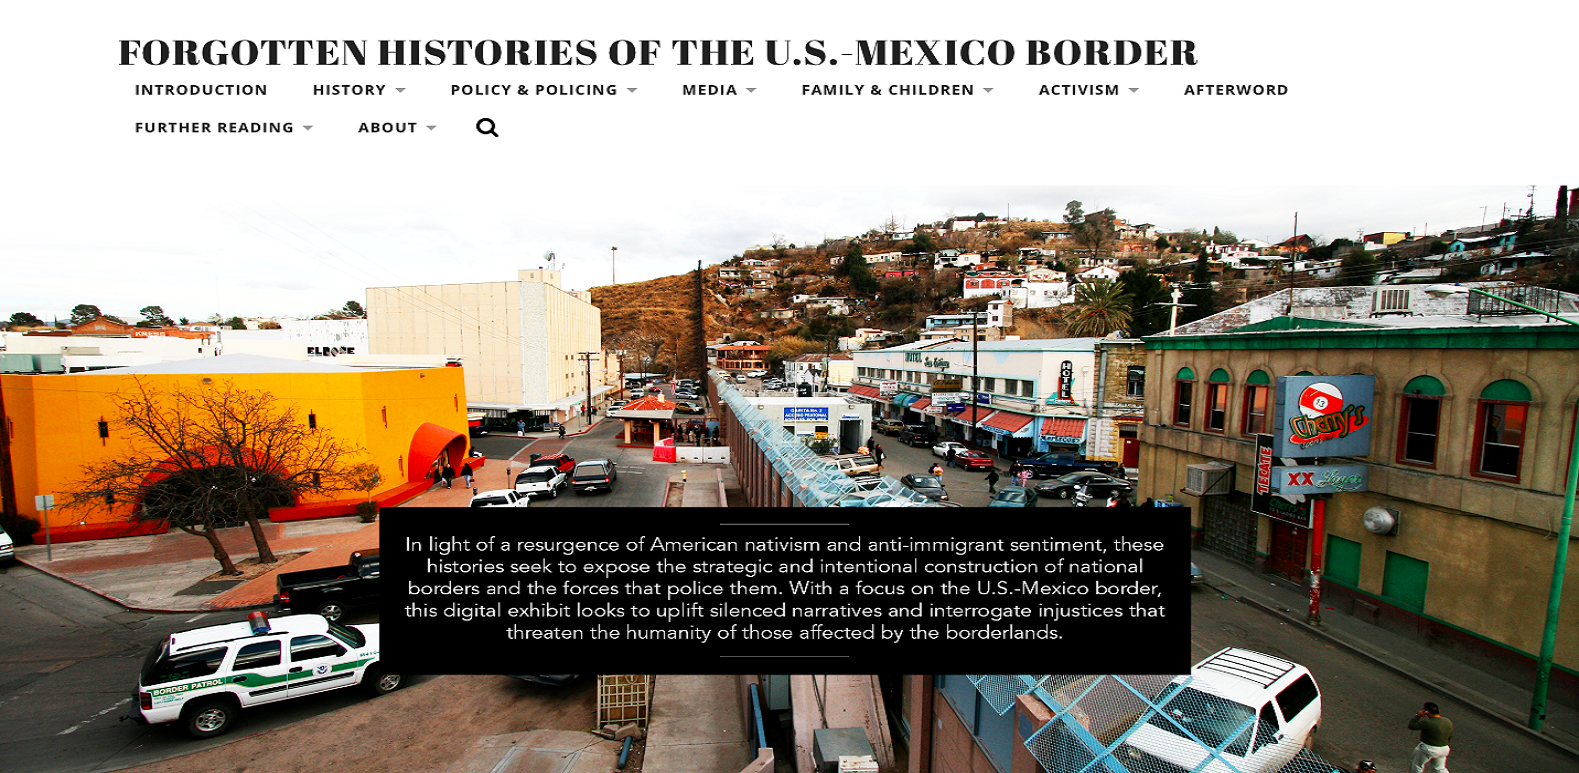 FORGOTTEN HISTORIES OF THE U.S.-MEXICO BORDER
INTRODUCTION HISTORY POLICY & POLICING MEDIA FAMILY & CHILDREN ACTIVISM AFTERWORD
FURTHER READING ABOUT
KRESS
HOTEL
HOTEL
13
Cherry's
TECATE
XX
In light of a resurgence of American nativism and anti-immigrant sentiment, these
histories seek to expose the strategic and intentional construction of national
borders and the forces that police them. With a focus on the U.S.-Mexico border,
this digital exhibit looks to uplift silenced narratives and interrogate injustices that
threaten the humanity of those affected by the borderlands.
BORDER PATROL